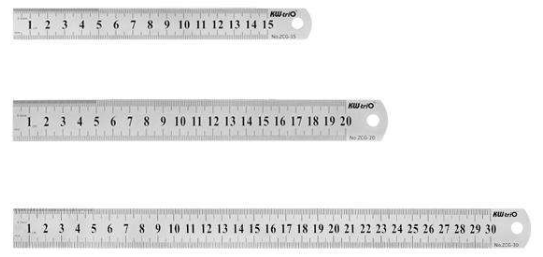 KW-triO
1 2 3 4 5 6 7 8 9 10 11 12 13 14 15
No.2CG-15
KW-triO
1 2 3 4 5 6 7 8 9 10 11 12 13 14 15 16 17 18 19 20
No.2CG-20
KW-triO
1 2 3 4 5 6 7 8 9 10 11 12 13 14 15 16 17 18 19 20 21 22 23 24 25 26 27 28 29 30
No.2CG-30